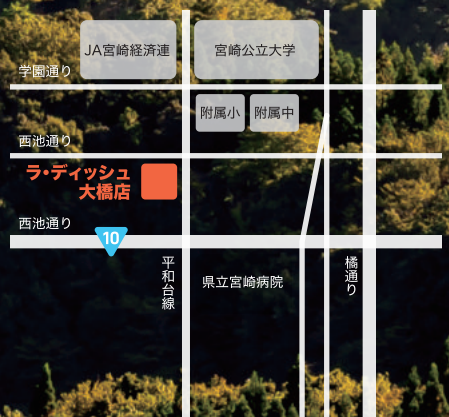 JA宮崎経済連
宮崎公立大学
学園通り
附属小
附属中
西池通り
ラ・ディッシュ
大橋店
西池通り
10
平和台線
県立宮崎病院
橘通り